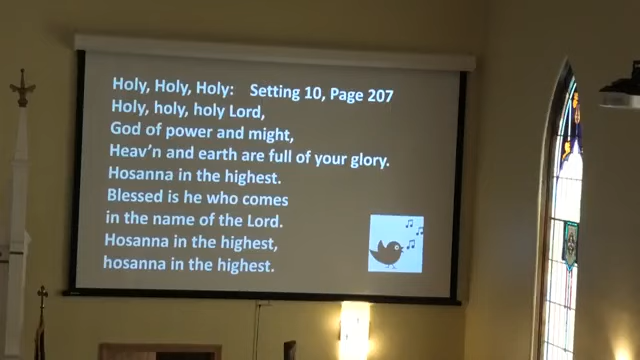 Holy, Holy, Holy: Setting 10, Page 207
Holy, holy, holy Lord,
God of power and might,
Heav'n and earth are full of your glory.
Hosanna in the highest.
Blessed is he who comes
in the name of the Lord.
Hosanna in the highest,
hosanna in the highest.